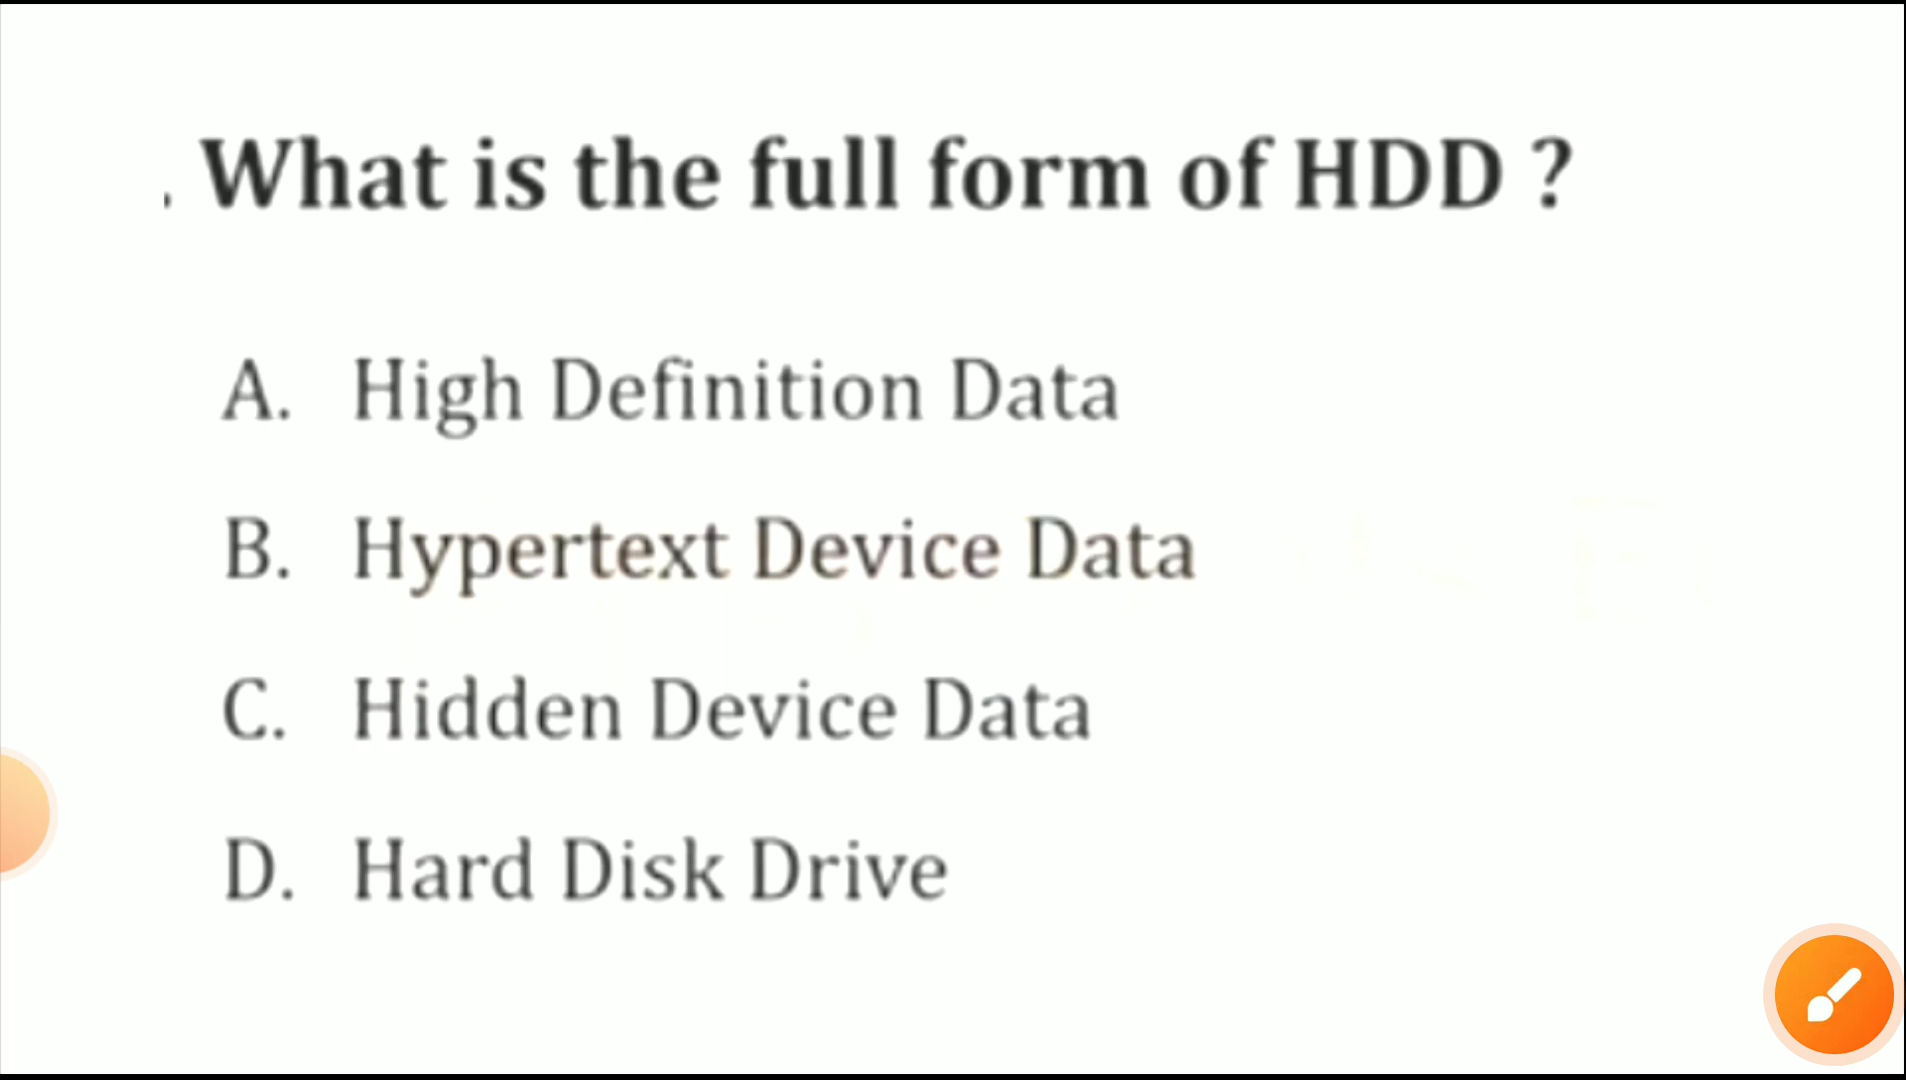 . What is the full form of HDD ?
A. High Definition Data
B. Hypertext Device Data
C. Hidden Device Data
D. Hard Disk Drive